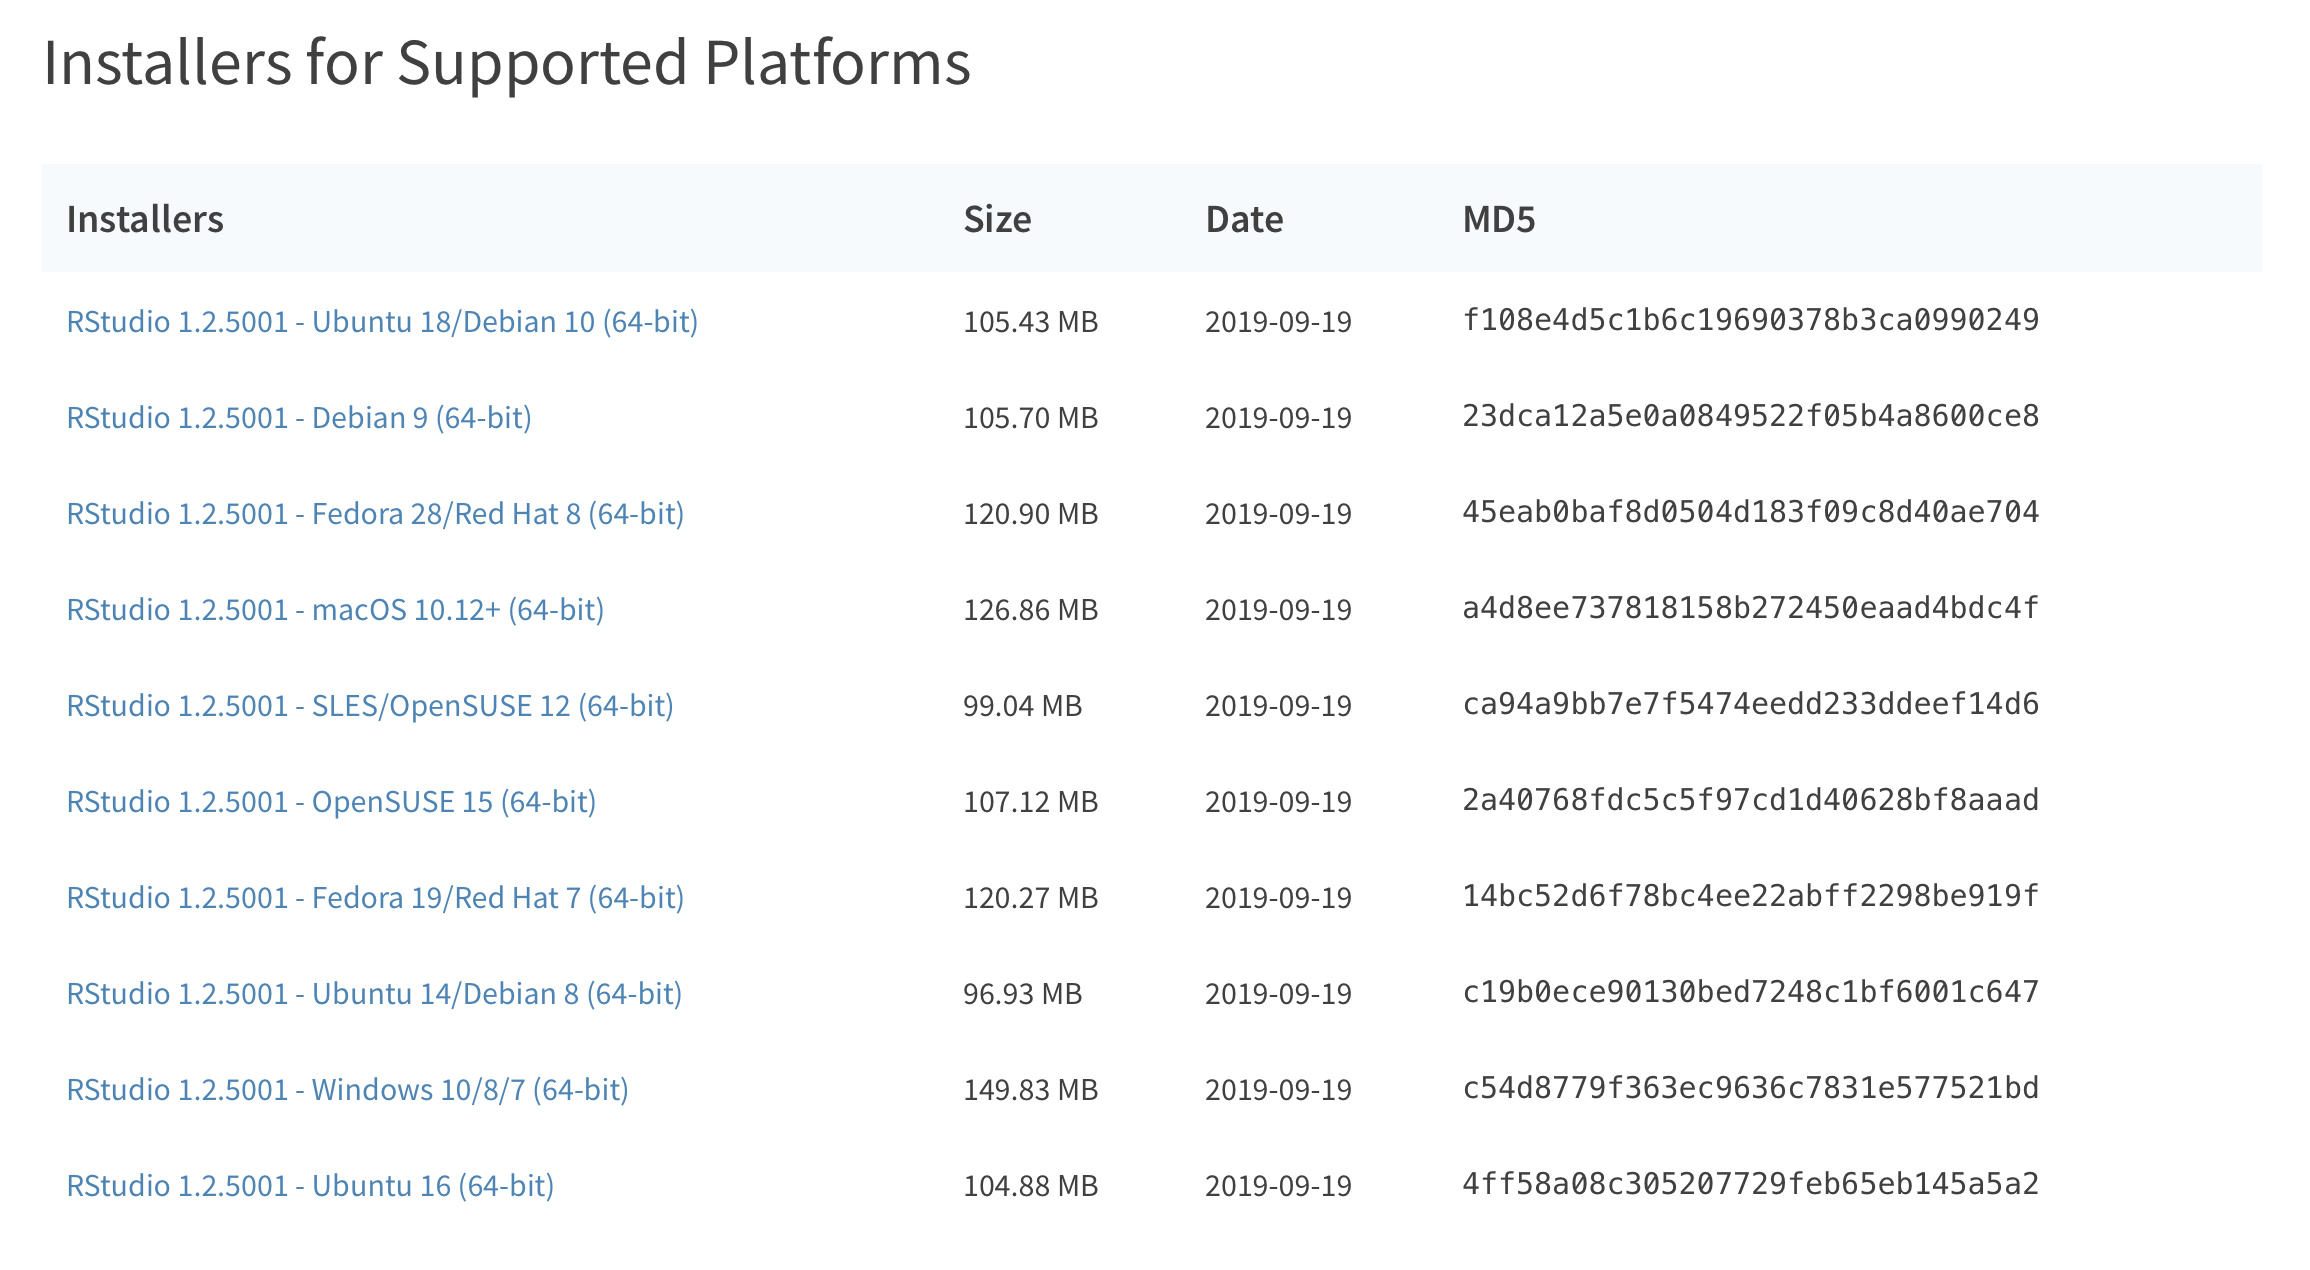 Installers for Supported Platforms
Installers Size Date MD5
RStudio 1.2.5001 - Ubuntu 18/Debian 10 (64-bit) 105.43 MB 2019-09-19 f108e4d5c1b6c19690378b3ca0990249
RStudio 1.2.5001 - Debian 9 (64-bit) 105.70 MB 2019-09-19 23dca12a5e0a0849522f05b4a8600ce8
RStudio 1.2.5001 - Fedora 28/Red Hat 8 (64-bit) 120.90 MB 2019-09-19 45eab0baf8d0504d183f09c8d40ae704
RStudio 1.2.5001 - macOS 10.12+ (64-bit) 126.86 MB 2019-09-19 a4d8ee737818158b272450eaad4bdc4f
RStudio 1.2.5001 - SLES/OpenSUSE 12 (64-bit) 99.04 MB 2019-09-19 ca94a9bb7e7f5474eedd233ddeef14d6
RStudio 1.2.5001 - OpenSUSE 15 (64-bit) 107.12 MB 2019-09-19 2a40768fdc5c5f97cd1d40628bf8aaad
RStudio 1.2.5001 - Fedora 19/Red Hat 7 (64-bit) 120.27 MB 2019-09-19 14bc52d6f78bc4ee22abff2298be919f
RStudio 1.2.5001 - Ubuntu 14/Debian 8 (64-bit) 96.93 MB 2019-09-19 c19b0ece90130bed7248c1bf6001c647
RStudio 1.2.5001 - Windows 10/8/7 (64-bit) 149.83 MB 2019-09-19 c54d8779f363ec9636c7831e577521bd
RStudio 1.2.5001 - Ubuntu 16 (64-bit) 104.88 MB 2019-09-19 4ff58a08c305207729feb65eb145a5a2